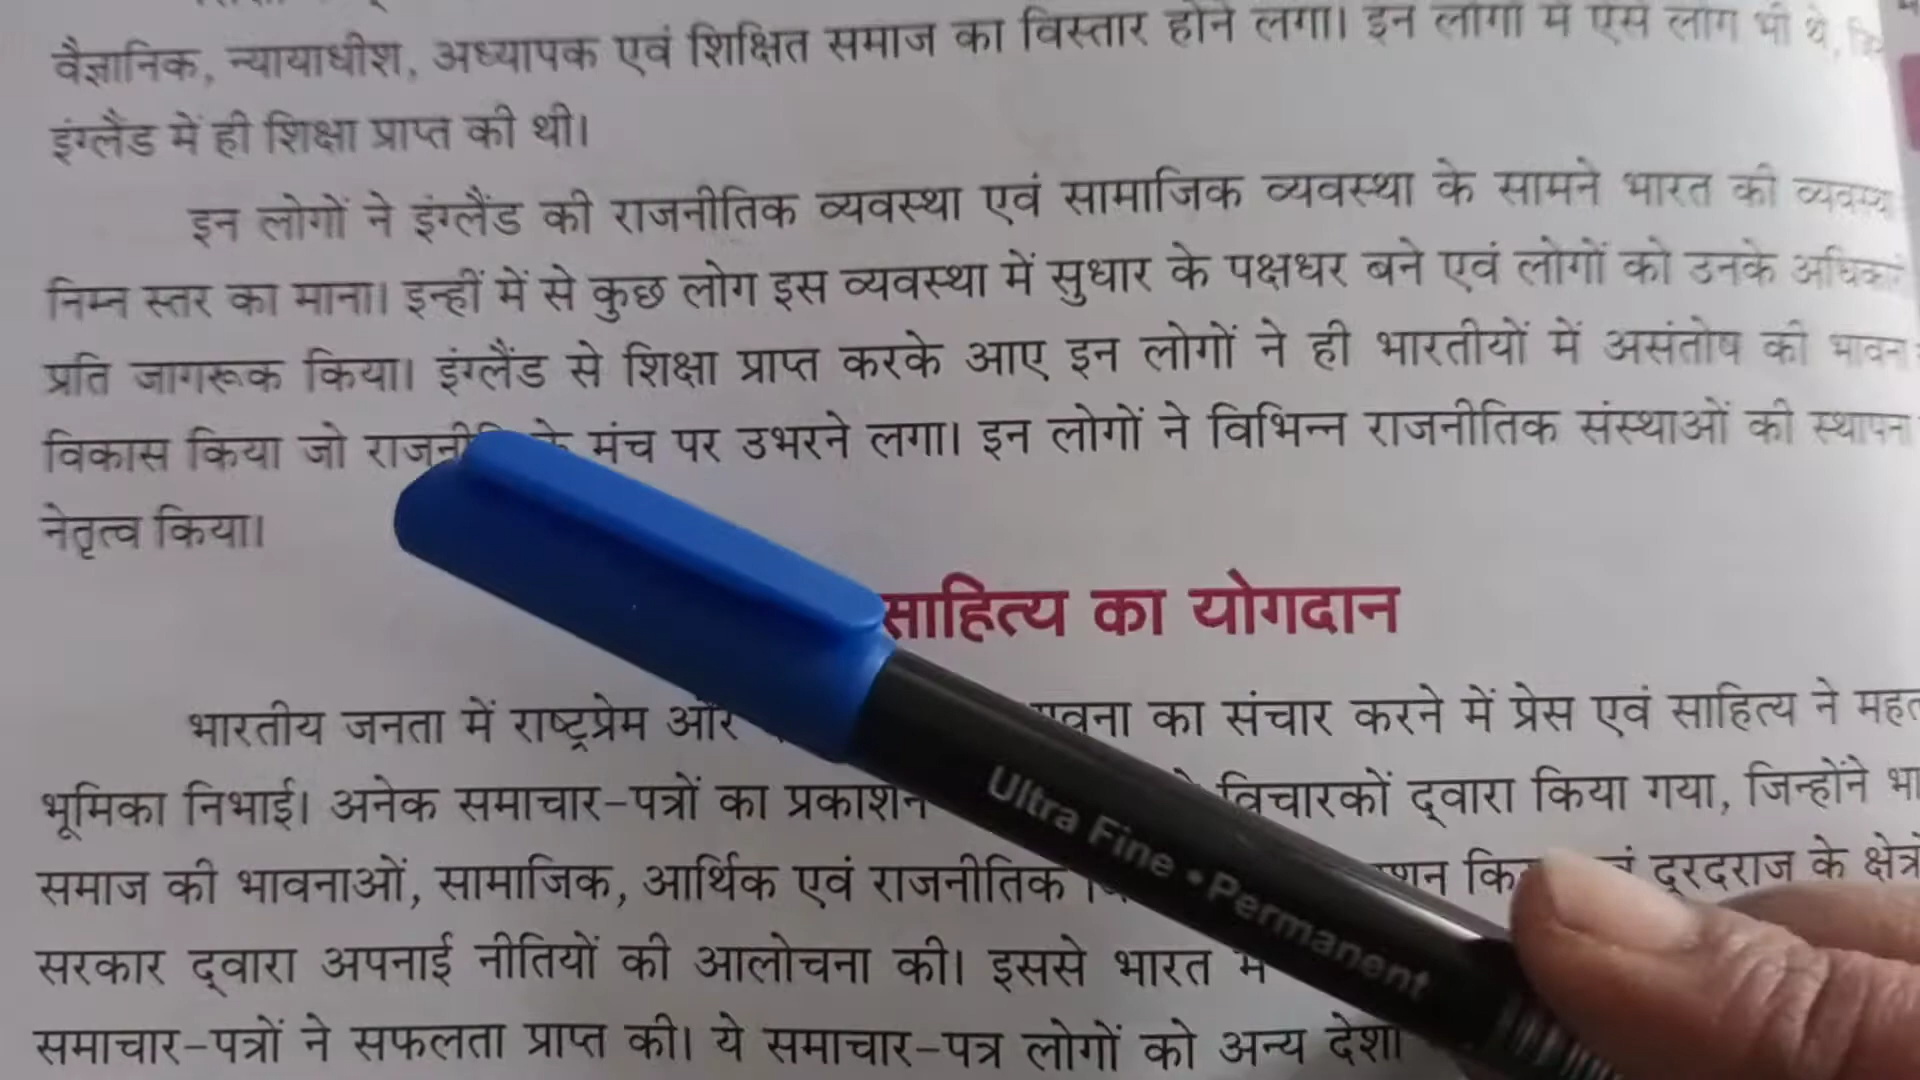 वैज्ञानिक, न्यायाधीश, अध्यापक एवं शिक्षित समाज का विस्तार होने लगा। इन लोगों में ऐसे लोग भी थे,
इंग्लैंड में ही शिक्षा प्राप्त की थी।
इन लोगों ने इंग्लैंड की राजनीतिक व्यवस्था एवं सामाजिक व्यवस्था के सामने भारत की
निम्न स्तर का माना। इन्हीं में से कुछ लोग इस व्यवस्था में सुधार के पक्षधर बने एवं लोगों को उनके
प्रति जागरूक किया। इंग्लैंड से शिक्षा प्राप्त करके आए इन लोगों ने ही भारतीयों में असंतोष की
विकास किया जो मंच पर उभरने लगा। इन लोगों ने विभिन्न राजनीतिक संस्थाओं की
नेतृत्व किया।
साहित्य का योगदान
भारतीय जनता में राष्ट्रप्रेम और का संचार करने में प्रेस एवं साहित्य ने
भूमिका निभाई। अनेक समाचार-पत्रों का प्रकाशन विचारकों द्वारा किया गया, जिन्होंने
समाज की भावनाओं, सामाजिक, आर्थिक एवं राजनीतिक दूरदराज के
सरकार द्वारा अपनाई नीतियों की आलोचना की। इससे भारत में
समाचार-पत्रों ने सफलता प्राप्त की। ये समाचार-पत्र लोगों को अन्य
Ultra Fine • Permanent